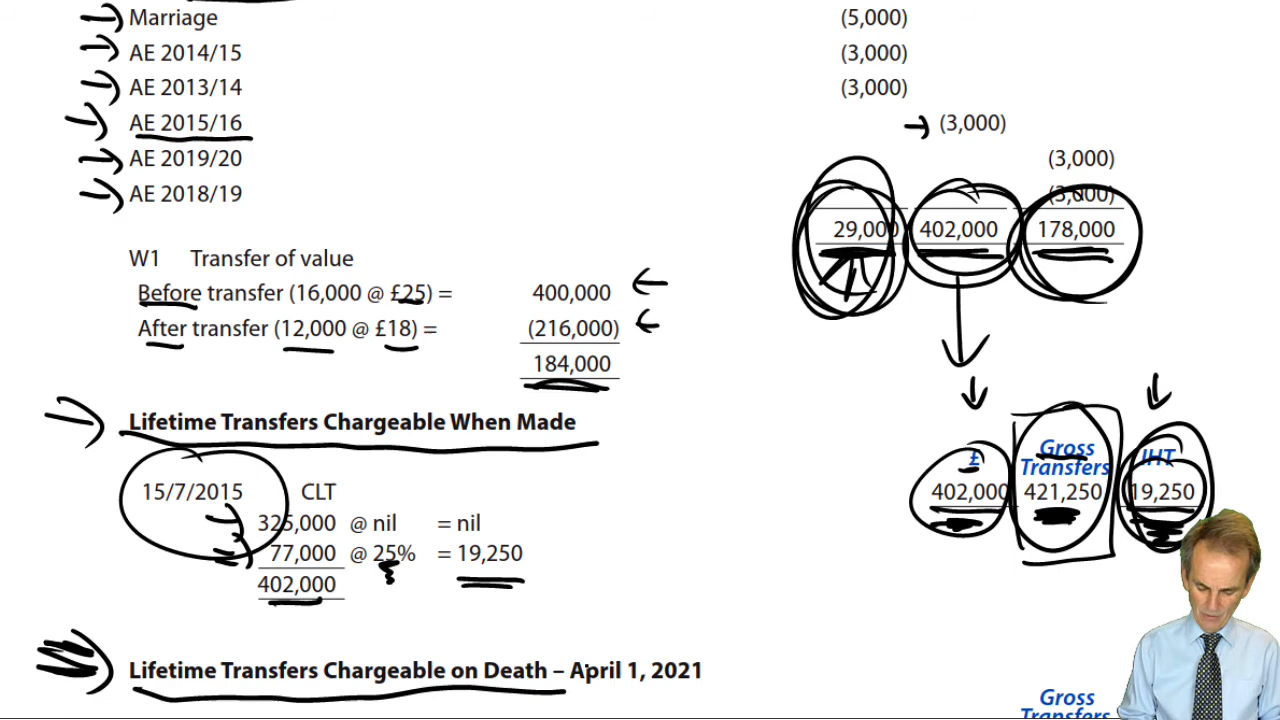 Marriage (5,000)
AE 2014/15 (3,000)
AE 2013/14 (3,000)
AE 2015/16 (3,000)
AE 2019/20 (3,000)
AE 2018/19 (3,000)
29,000 402,000 178,000
W1 Transfer of value
Before transfer (16,000 @ £25) = 400,000
After transfer (12,000 @ £18) = (216,000)
184,000
Lifetime Transfers Chargeable When Made
£ Gross Transfers IHT
15/7/2015 CLT 402,000 421,250 19,250
325,000 @ nil = nil
77,000 @ 25% = 19,250
402,000
Lifetime Transfers Chargeable on Death – April 1, 2021
Gross
Transfers